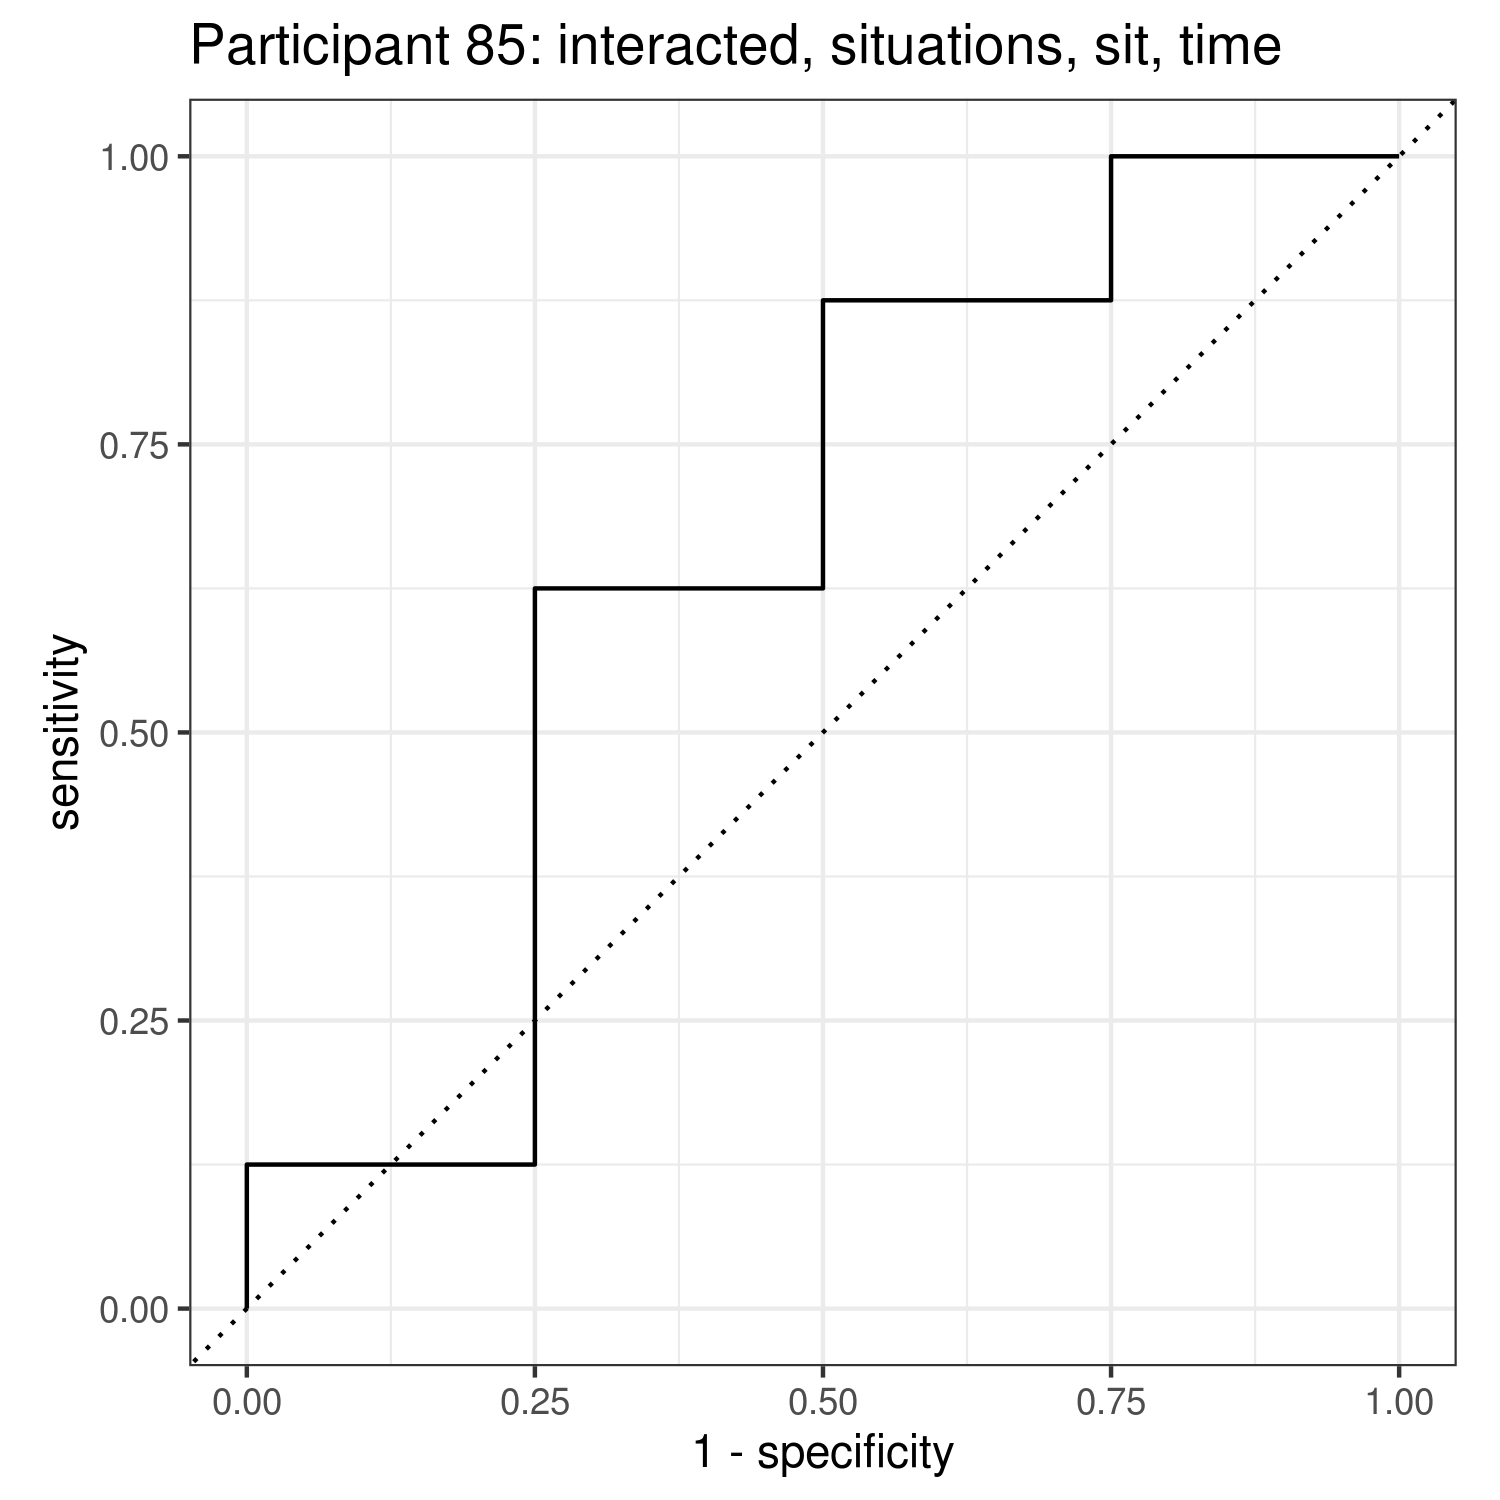 Participant 85: interacted, situations, sit, time
1.00
0.75
0.50
0.25
0.00
sensitivity
0.00 0.25 0.50 0.75 1.00
1 - specificity